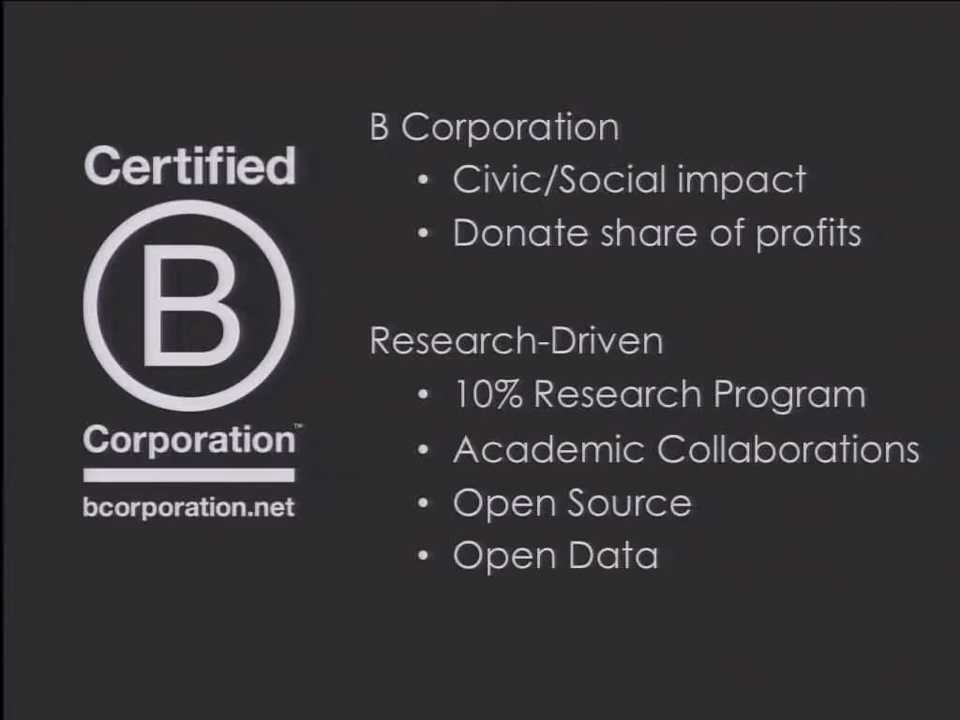 Certified
B
Corporation™
bcorporation.net
B Corporation
• Civic/Social impact
• Donate share of profits
Research-Driven
• 10% Research Program
• Academic Collaborations
• Open Source
• Open Data